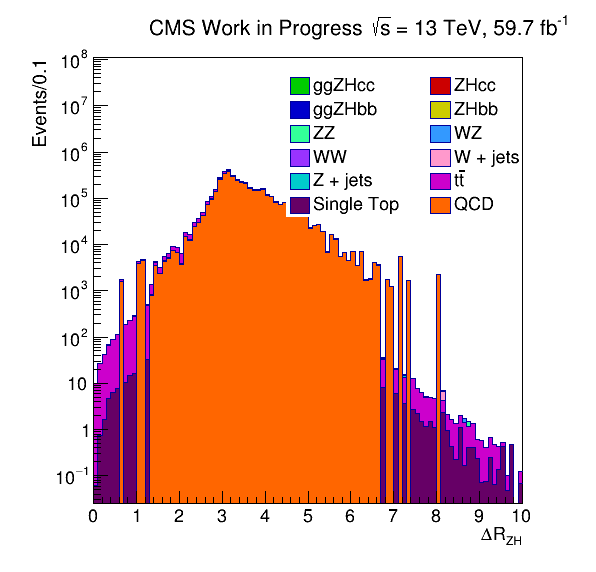 CMS Work in Progress √s = 13 TeV, 59.7 fb⁻¹
Events/0.1
10⁸
10⁷
10⁶
10⁵
10⁴
10³
10²
10
1
10⁻¹
ggZHcc ZHcc
ggZHbb ZHbb
ZZ WZ
WW W + jets
Z + jets tt̄
Single Top QCD
0 1 2 3 4 5 6 7 8 9 10
ΔR_ZH